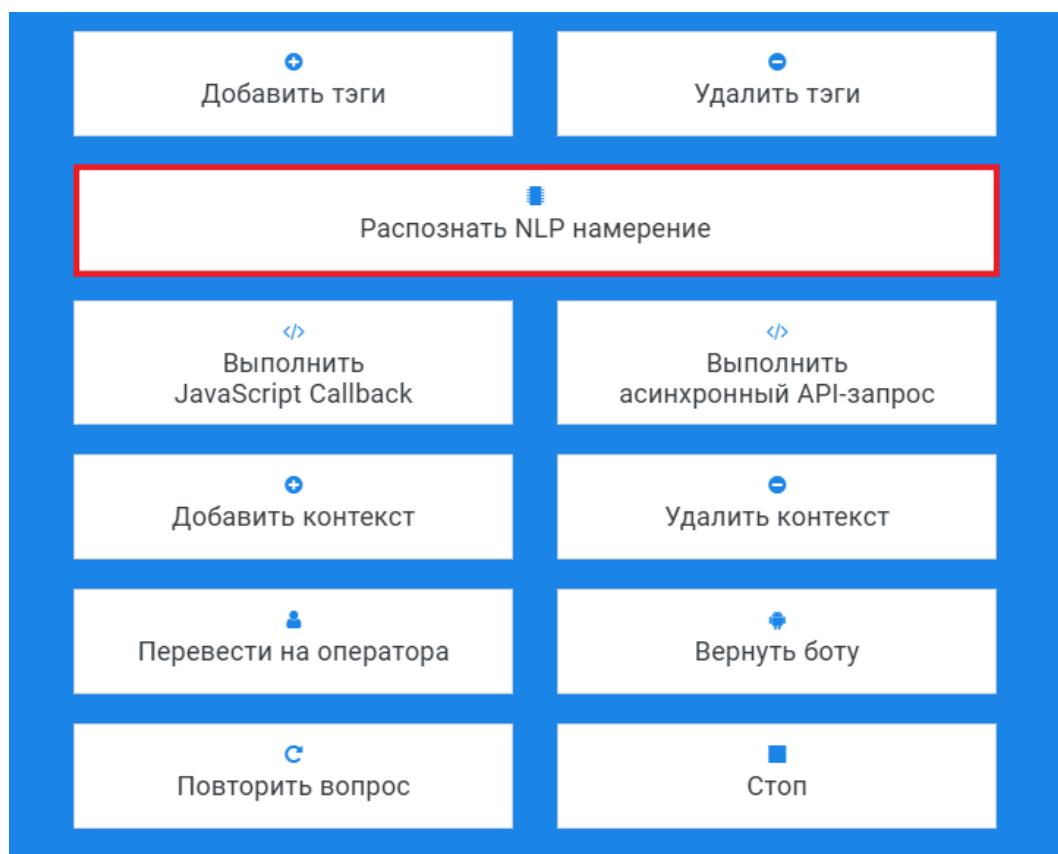 Добавить тэги
Удалить тэги
Распознать NLP намерение
Выполнить
JavaScript Callback
Выполнить
асинхронный API-запрос
Добавить контекст
Удалить контекст
Перевести на оператора
Вернуть боту
Повторить вопрос
Стоп